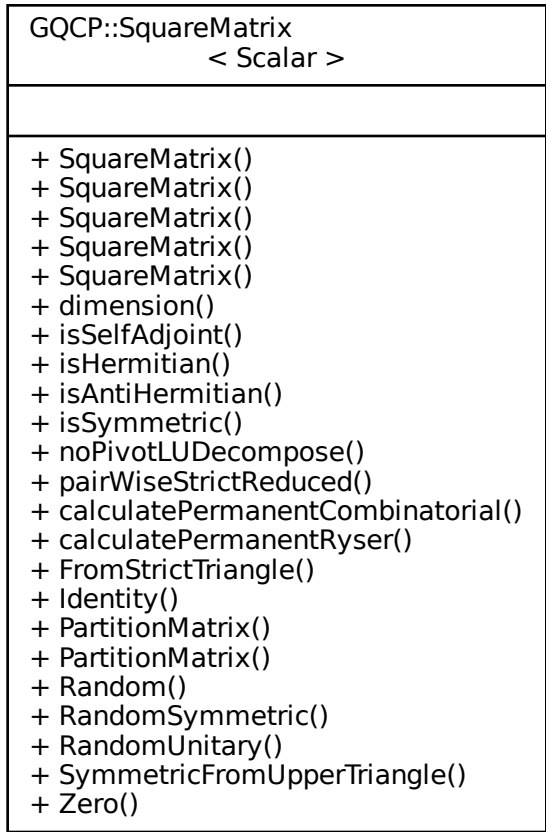 GQCP::SquareMatrix
< Scalar >
+ SquareMatrix()
+ SquareMatrix()
+ SquareMatrix()
+ SquareMatrix()
+ SquareMatrix()
+ dimension()
+ isSelfAdjoint()
+ isHermitian()
+ isAntiHermitian()
+ isSymmetric()
+ noPivotLUDecompose()
+ pairWiseStrictReduced()
+ calculatePermanentCombinatorial()
+ calculatePermanentRyser()
+ FromStrictTriangle()
+ Identity()
+ PartitionMatrix()
+ PartitionMatrix()
+ Random()
+ RandomSymmetric()
+ RandomUnitary()
+ SymmetricFromUpperTriangle()
+ Zero()